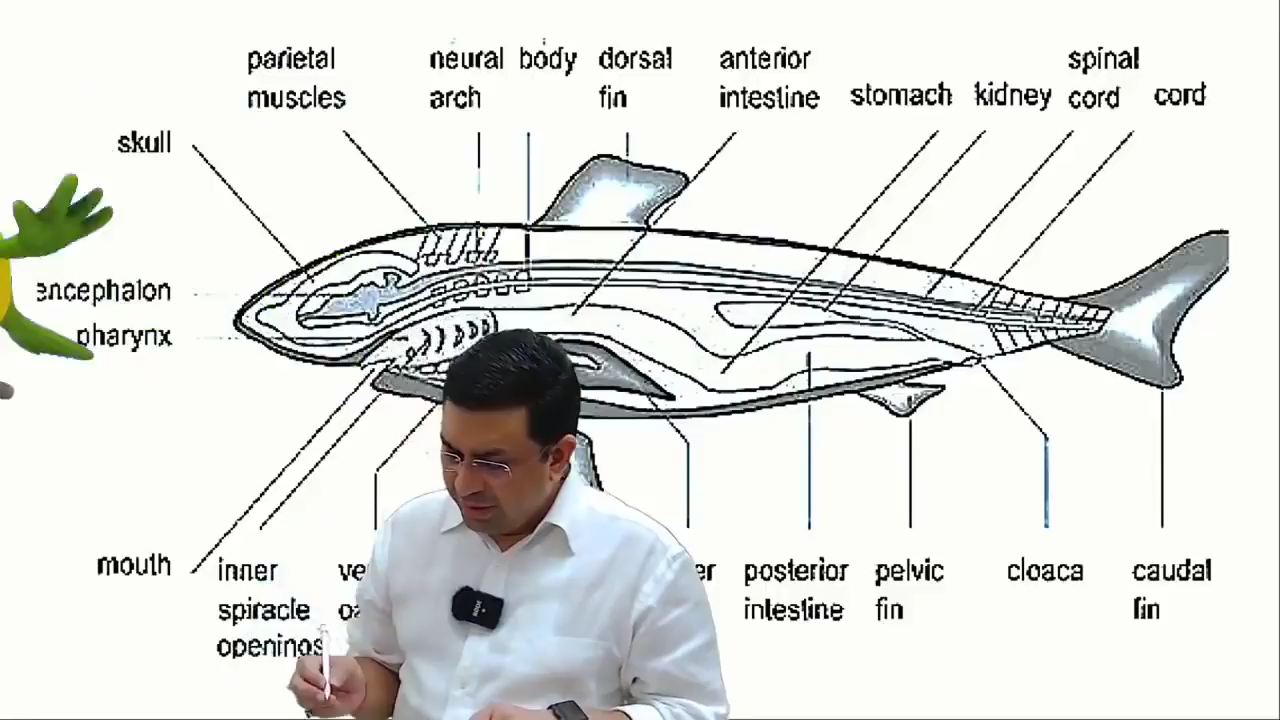 parietal
muscles
neural
arch
body
dorsal
fin
anterior
intestine
stomach
kidney
spinal
cord
cord
skull
encephalon
pharynx
mouth
inner
spiracle
openings
posterior
intestine
pelvic
fin
cloaca
caudal
fin